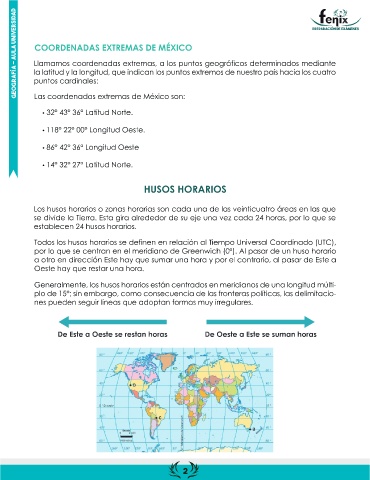 GEOGRAFÍA - AULA UNIVERSIDAD
fenix
PREPARACIÓN DE EXÁMENES
COORDENADAS EXTREMAS DE MÉXICO
Llamamos coordenadas extremas, a los puntos geográficos determinados mediante
la latitud y la longitud, que indican los puntos extremos de nuestro país hacia los cuatro
puntos cardinales:
Las coordenadas extremas de México son:
• 32° 43° 36° Latitud Norte.
• 118° 22° 00° Longitud Oeste.
• 86° 42° 36° Longitud Oeste
• 14° 32° 27° Latitud Norte.
HUSOS HORARIOS
Los husos horarios o zonas horarias son cada una de las veinticuatro áreas en las que
se divide la Tierra. Esta gira alrededor de su eje una vez cada 24 horas, por lo que se
establecen 24 husos horarios.
Todos los husos horarios se definen en relación al Tiempo Universal Coordinado (UTC),
por lo que se centran en el meridiano de Greenwich (0°). Al pasar de un huso horario
a otro en dirección Este hay que sumar una hora y por el contrario, al pasar de Este a
Oeste hay que restar una hora.
Generalmente, los husos horarios están centrados en meridianos de una longitud múlti-
plo de 15°; sin embargo, como consecuencia de las fronteras políticas, las delimitacio-
nes pueden seguir líneas que adoptan formas muy irregulares.
De Este a Oeste se restan horas
De Oeste a Este se suman horas
2